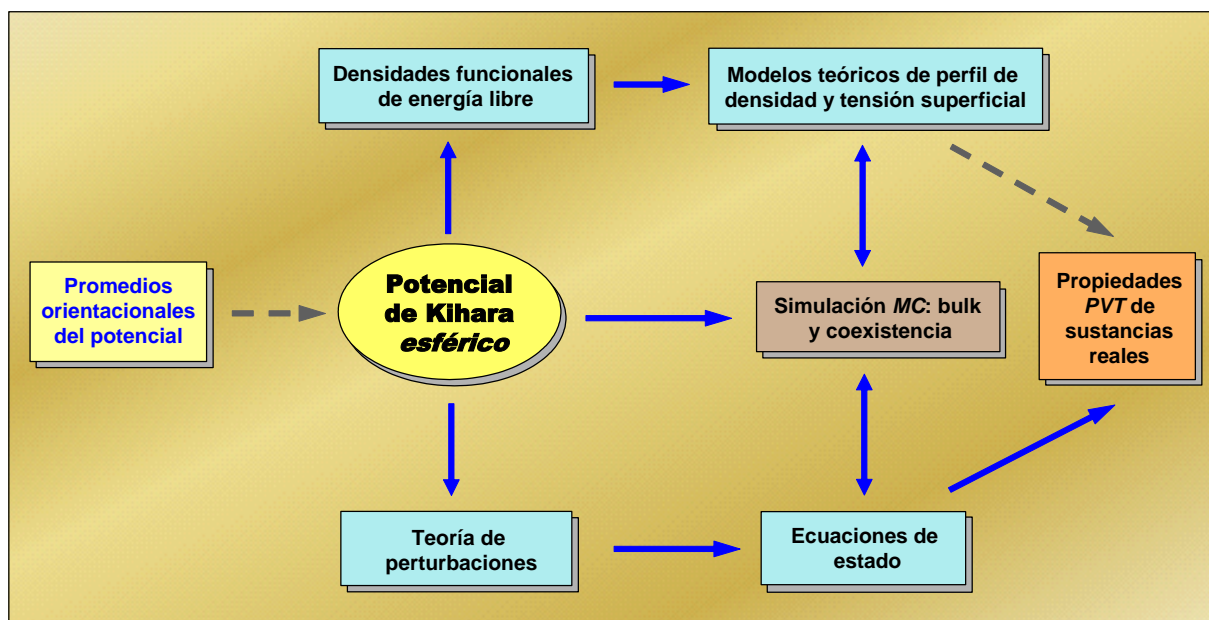 Densidades funcionales
de energía libre
Modelos teóricos de perfil de
densidad y tensión superficial
Promedios
orientacionales
del potencial
Potencial
de Kihara
esférico
Simulación MC: bulk
y coexistencia
Propiedades
PVT de
sustancias
reales
Teoría de
perturbaciones
Ecuaciones de
estado